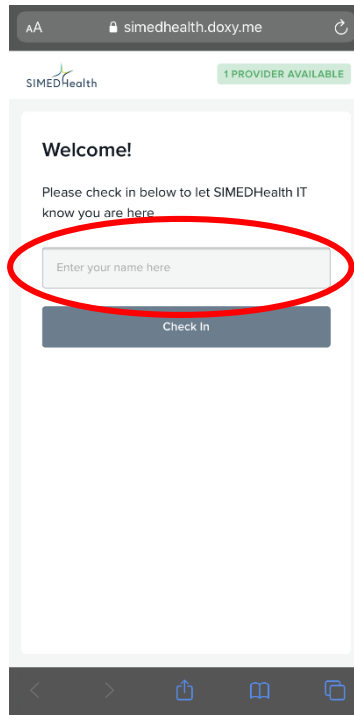 AA simedhealth.doxy.me
SIMEDHealth 1 PROVIDER AVAILABLE
Welcome!
Please check in below to let SIMEDHealth IT
know you are here
Enter your name here
Check In